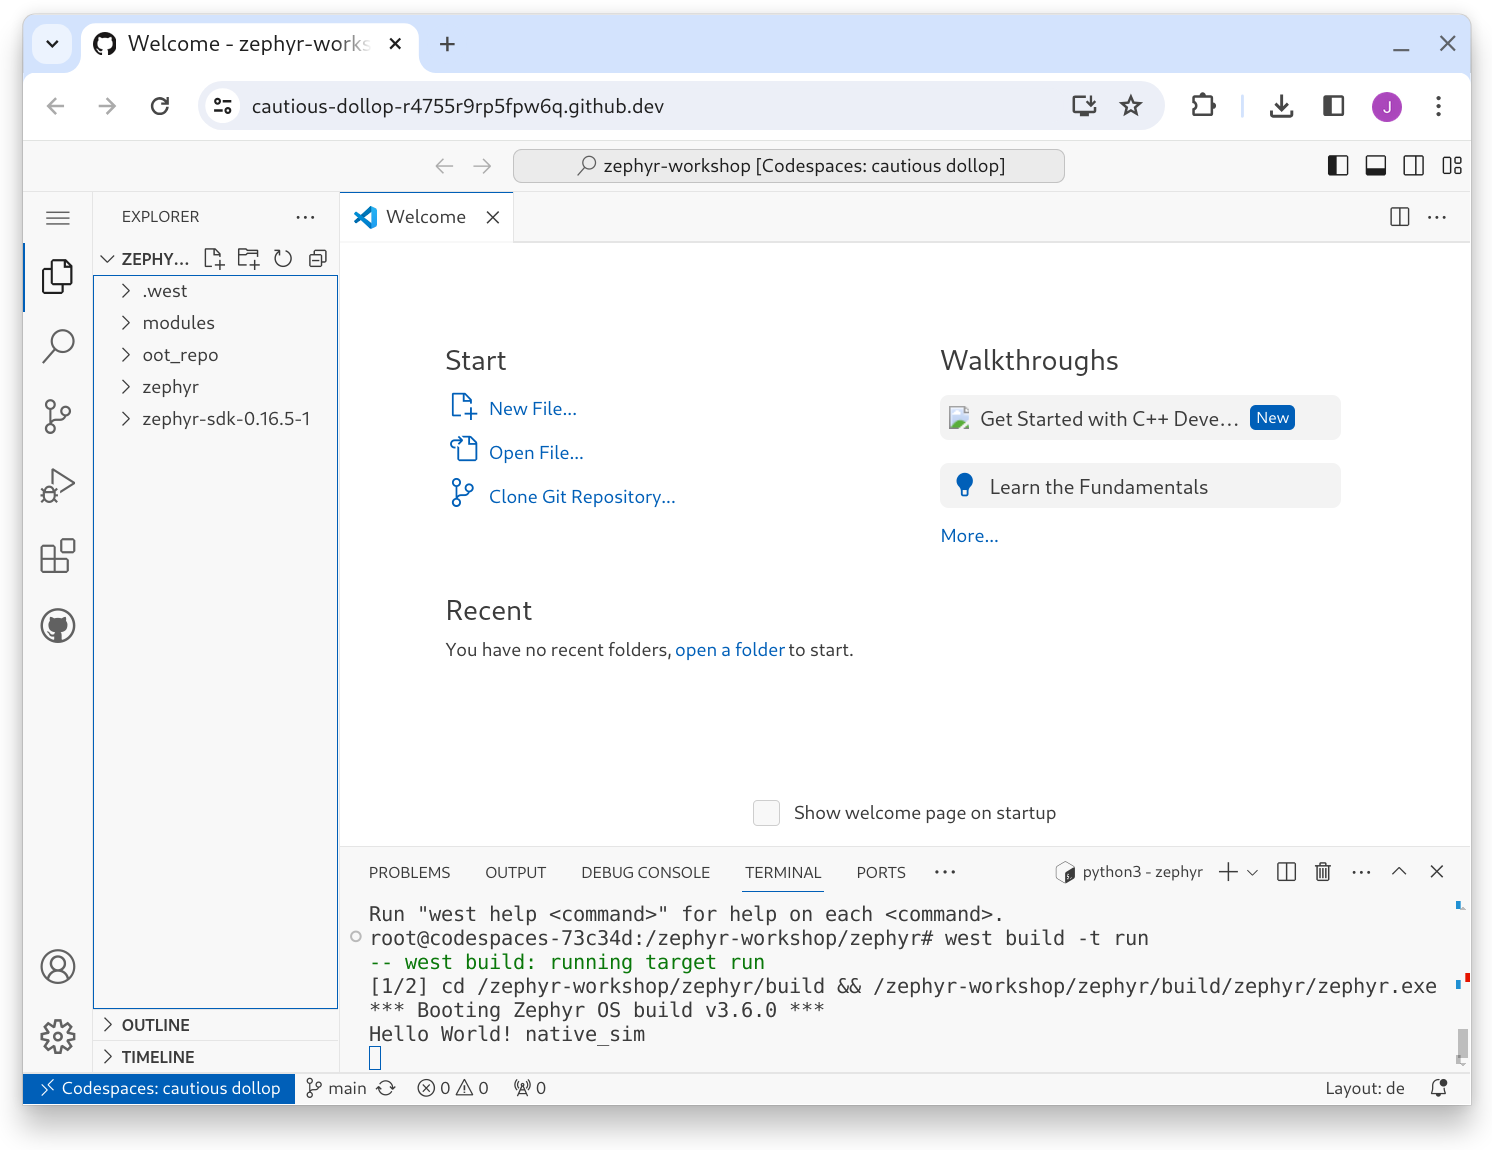 Welcome - zephyr-works
cautious-dollop-r4755r9rp5fpw6q.github.dev
J
zephyr-workshop [Codespaces: cautious dollop]
EXPLORER
Welcome
ZEPHY...
.west
modules
oot_repo
zephyr
zephyr-sdk-0.16.5-1
OUTLINE
TIMELINE
Start
New File...
Open File...
Clone Git Repository...
Recent
You have no recent folders, open a folder to start.
Walkthroughs
Get Started with C++ Deve... New
Learn the Fundamentals
More...
Show welcome page on startup
PROBLEMS OUTPUT DEBUG CONSOLE TERMINAL PORTS python3 - zephyr
Run "west help <command>" for help on each <command>.
root@codespaces-73c34d:/zephyr-workshop/zephyr# west build -t run
-- west build: running target run
[1/2] cd /zephyr-workshop/zephyr/build && /zephyr-workshop/zephyr/build/zephyr/zephyr.exe
*** Booting Zephyr OS build v3.6.0 ***
Hello World! native_sim
Codespaces: cautious dollop main 0 0 0 Layout: de